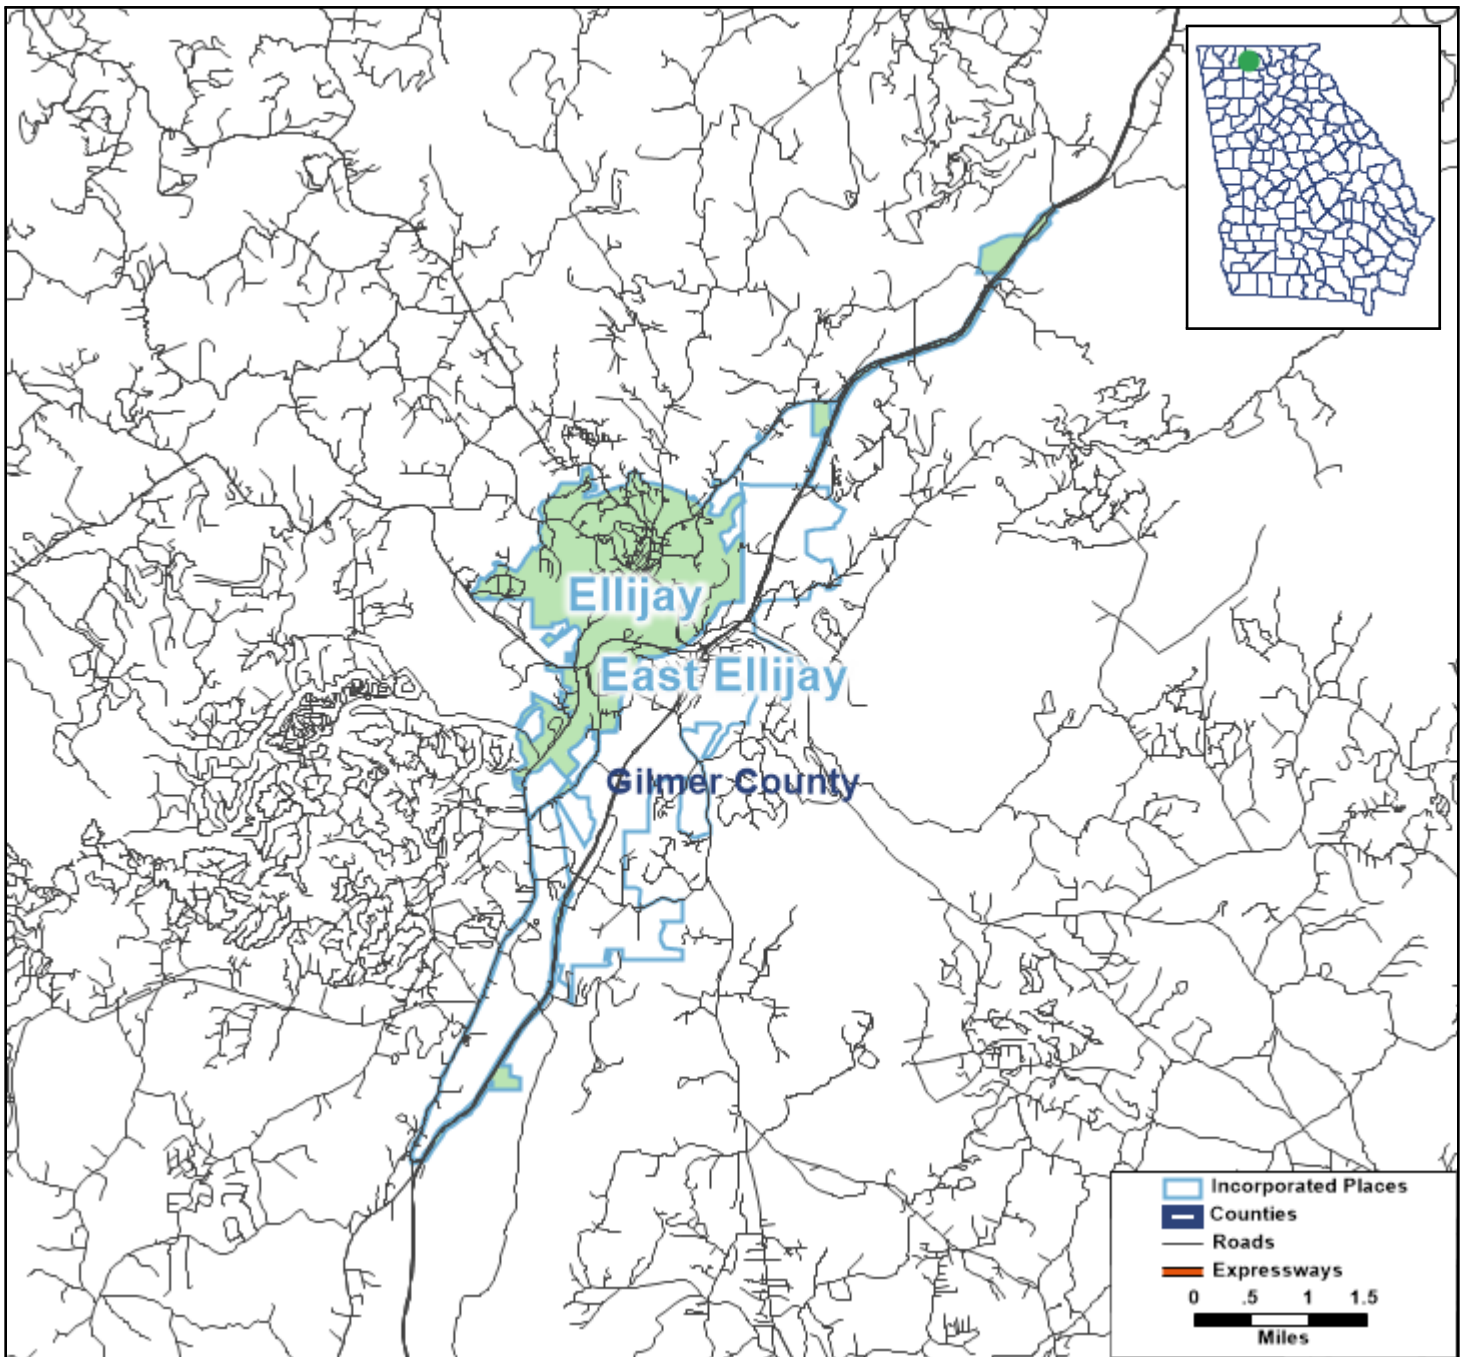 Ellijay
East Ellijay
Gilmer County
Incorporated Places
Counties
Roads
Expressways
0 .5 1 1.5
Miles